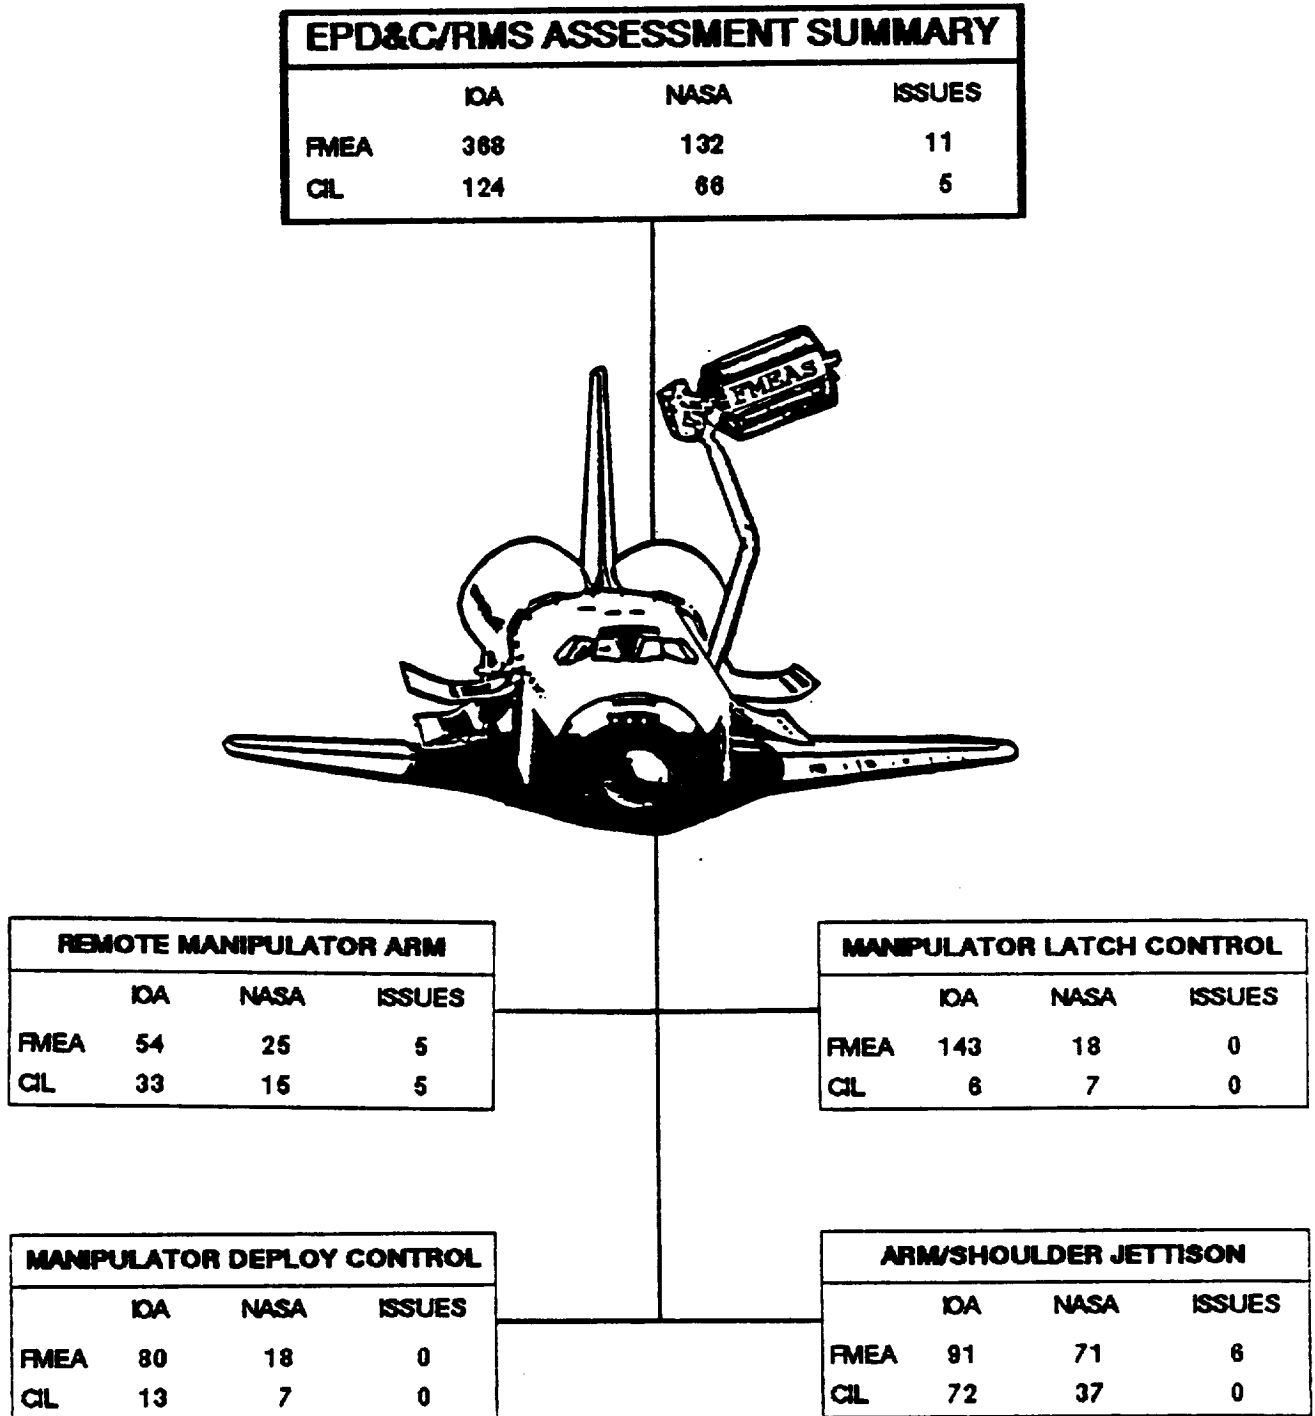 EPD&C/RMS ASSESSMENT SUMMARY
IOA NASA ISSUES
FMEA 368 132 11
CIL 124 66 5
FMEAS
REMOTE MANIPULATOR ARM
IOA NASA ISSUES
FMEA 54 25 5
CIL 33 15 5
MANIPULATOR LATCH CONTROL
IOA NASA ISSUES
FMEA 143 18 0
CIL 6 7 0
MANIPULATOR DEPLOY CONTROL
IOA NASA ISSUES
FMEA 80 18 0
CIL 13 7 0
ARM/SHOULDER JETTISON
IOA NASA ISSUES
FMEA 91 71 6
CIL 72 37 0